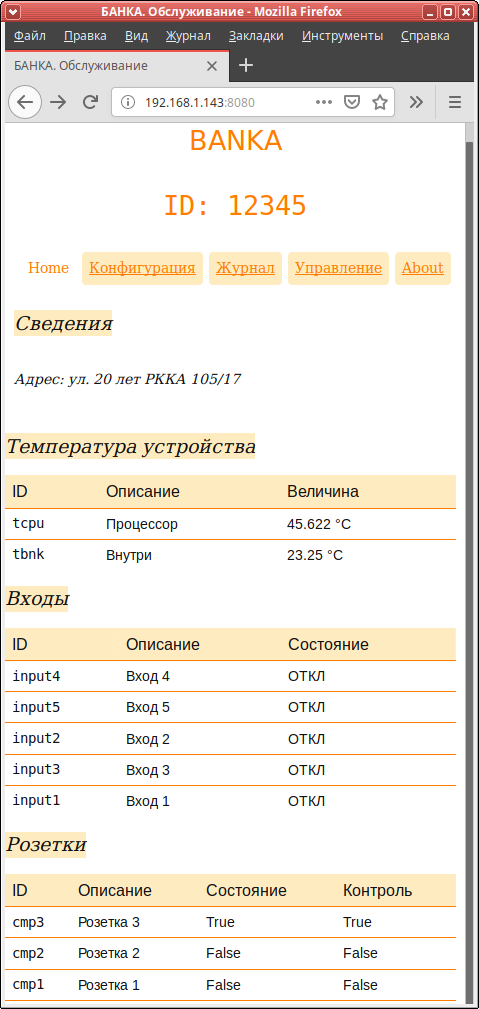 БАНКА. Обслуживание - Mozilla Firefox
Файл Правка Вид Журнал Закладки Инструменты Справка
БАНКА. Обслуживание
192.168.1.143:8080
BANKA
ID: 12345
Home Конфигурация Журнал Управление About
Сведения
Адрес: ул. 20 лет РККА 105/17
Температура устройства
ID Описание Величина
tcpu Процессор 45.622 °C
tbnk Внутри 23.25 °C
Входы
ID Описание Состояние
input4 Вход 4 ОТКЛ
input5 Вход 5 ОТКЛ
input2 Вход 2 ОТКЛ
input3 Вход 3 ОТКЛ
input1 Вход 1 ОТКЛ
Розетки
ID Описание Состояние Контроль
cmp3 Розетка 3 True True
cmp2 Розетка 2 False False
cmp1 Розетка 1 False False